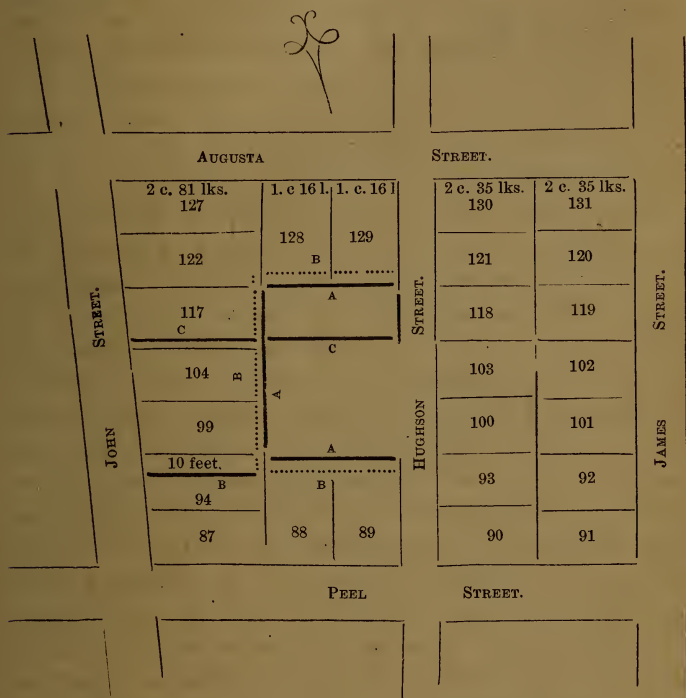 AUGUSTA STREET.
2 c. 81 lks. 1. c 16 l. 1. c. 16 l 2 c. 35 lks. 2 c. 35 lks.
127 130 131
128 129
122 B 121 120
A
117 118 119
C C
104 B 103 102
A
99 100 101
A
10 feet.
B B 93 92
94
87 88 89 90 91
JOHN STREET.
HUGHSON STREET.
JAMES STREET.
PEEL STREET.